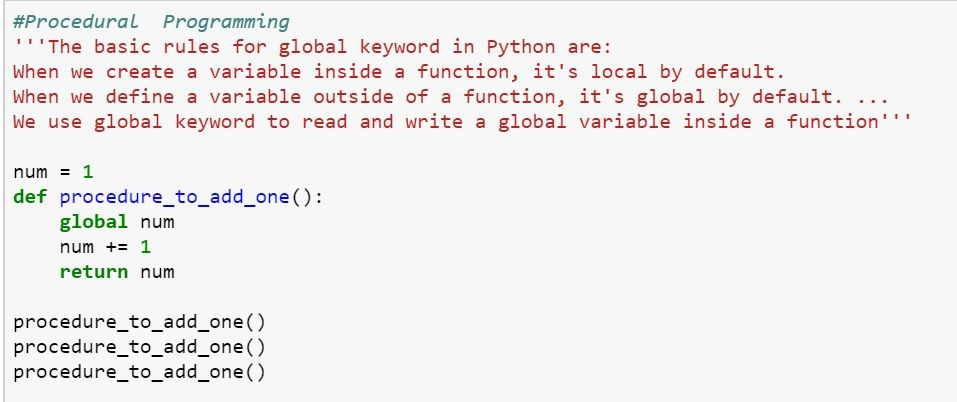 #Procedural  Programming
'''The basic rules for global keyword in Python are:
When we create a variable inside a function, it's local by default.
When we define a variable outside of a function, it's global by default. ...
We use global keyword to read and write a global variable inside a function'''

num = 1
def procedure_to_add_one():
    global num
    num += 1
    return num

procedure_to_add_one()
procedure_to_add_one()
procedure_to_add_one()